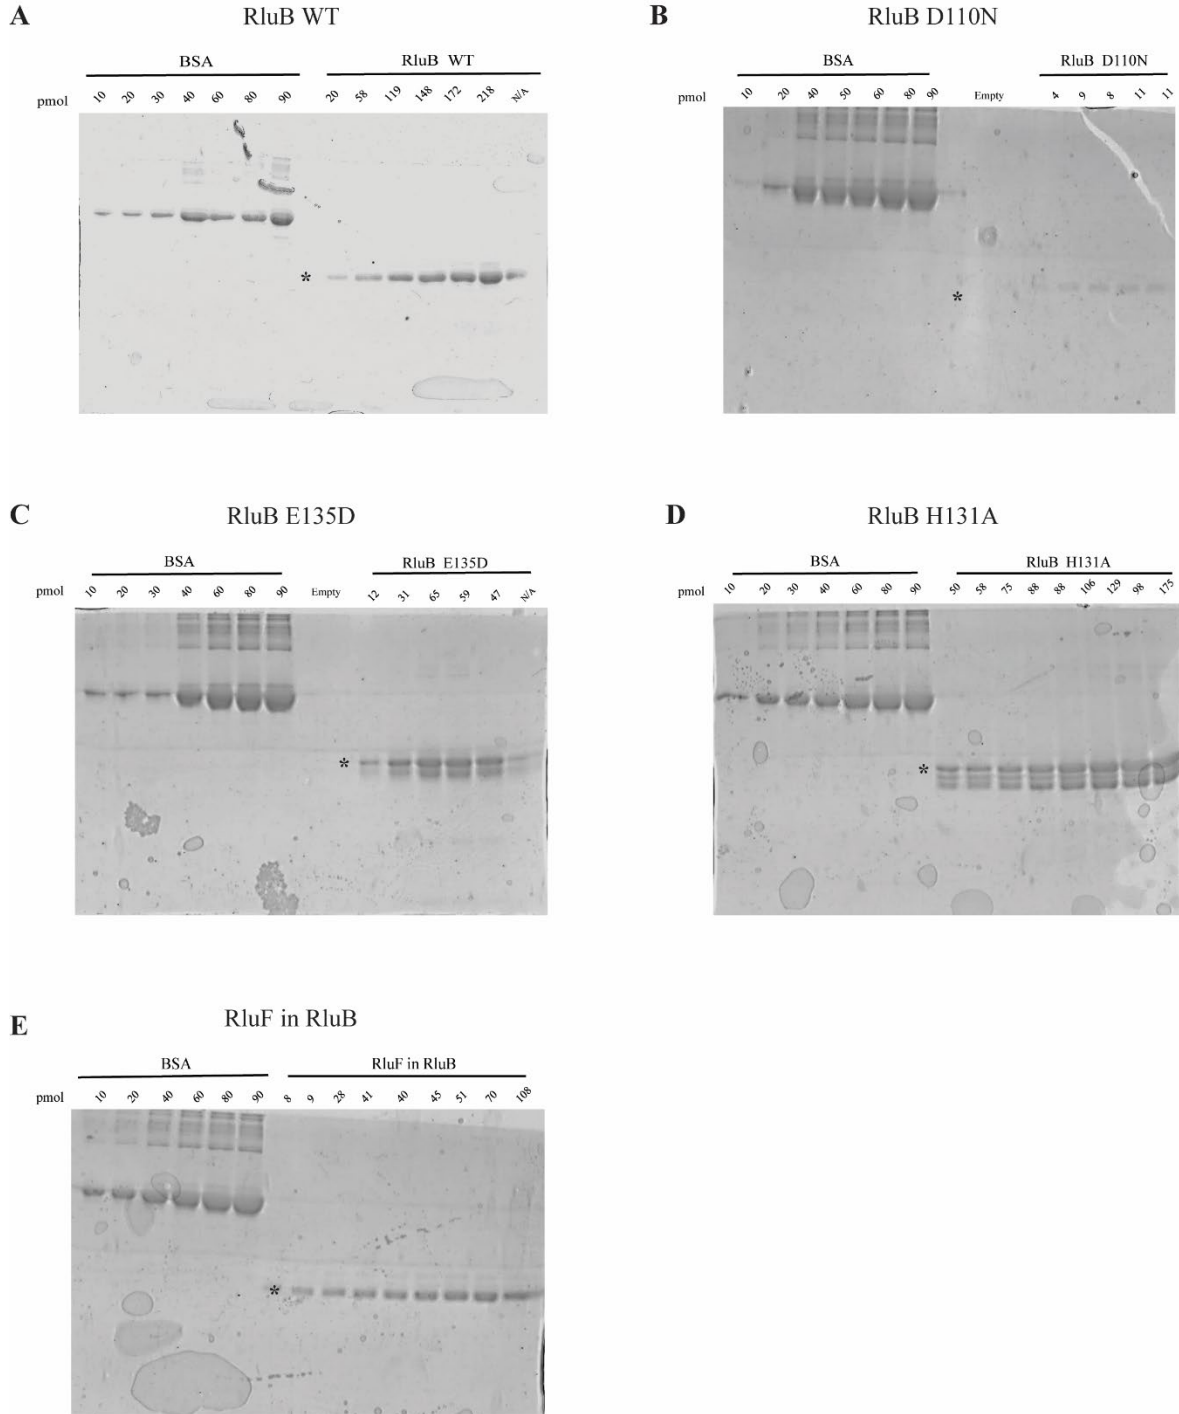 A RluB WT
BSA RluB WT
pmol 10 20 30 40 60 80 90 20 58 119 148 172 218 N/A
*
B RluB D110N
BSA RluB D110N
pmol 10 20 40 50 60 80 90 Empty 4 9 8 11 11
*
C RluB E135D
BSA RluB E135D
pmol 10 20 30 40 60 80 90 Empty 12 31 65 59 47 N/A
*
D RluB H131A
BSA RluB H131A
pmol 10 20 30 40 60 80 90 50 58 75 88 88 106 129 98 175
*
E RluF in RluB
BSA RluF in RluB
pmol 10 20 40 60 80 90 8 9 28 41 40 45 51 70 108
*